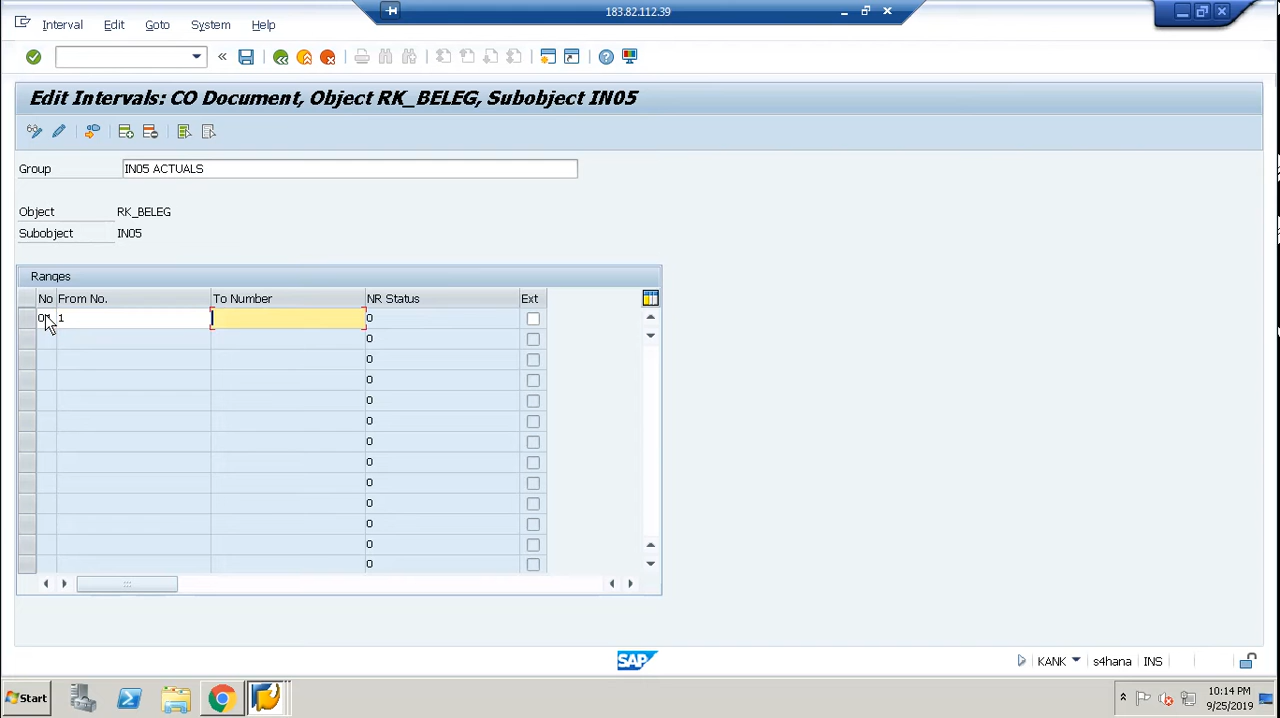 183.82.112.39
Interval Edit Goto System Help
Edit Intervals: CO Document, Object RK_BELEG, Subobject IN05
Group IN05 ACTUALS
Object RK_BELEG
Subobject IN05
Ranges
No From No. To Number NR Status Ext
1 0
0
0
0
0
0
0
0
0
0
0
0
0
SAP KANK s4hana INS
Start 10:14 PM
9/25/2019